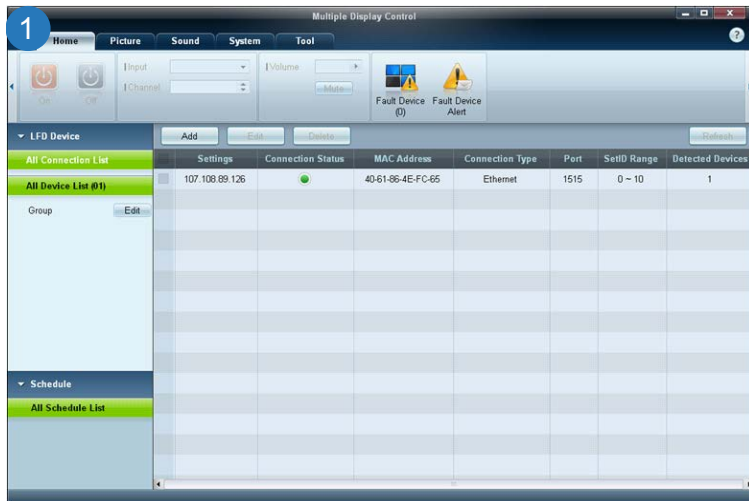 1
Multiple Display Control
Home Picture Sound System Tool
?
Input
Channel
Volume
Mute
On Off
Fault Device (0)
Fault Device Alert
LFD Device
Add Edit Delete Refresh
All Connection List
Settings Connection Status MAC Address Connection Type Port SetID Range Detected Devices
107.108.89.126 40-61-86-4E-FC-65 Ethernet 1515 0 ~ 10 1
All Device List (01)
Group Edit
Schedule
All Schedule List